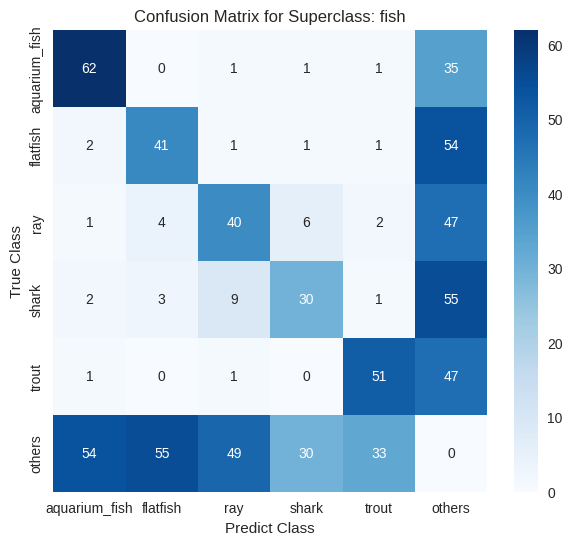 Confusion Matrix for Superclass: fish
True Class
aquarium_fish 62 0 1 1 1 35
flatfish 2 41 1 1 1 54
ray 1 4 40 6 2 47
shark 2 3 9 30 1 55
trout 1 0 1 0 51 47
others 54 55 49 30 33 0
aquarium_fish flatfish ray shark trout others
Predict Class
60
50
40
30
20
10
0